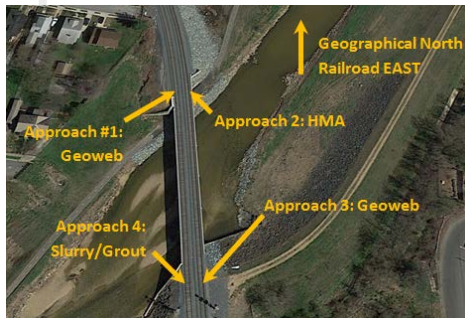 Geographical North
Railroad EAST
Approach #1:
Geoweb
Approach 2: HMA
Approach 4:
Slurry/Grout
Approach 3: Geoweb